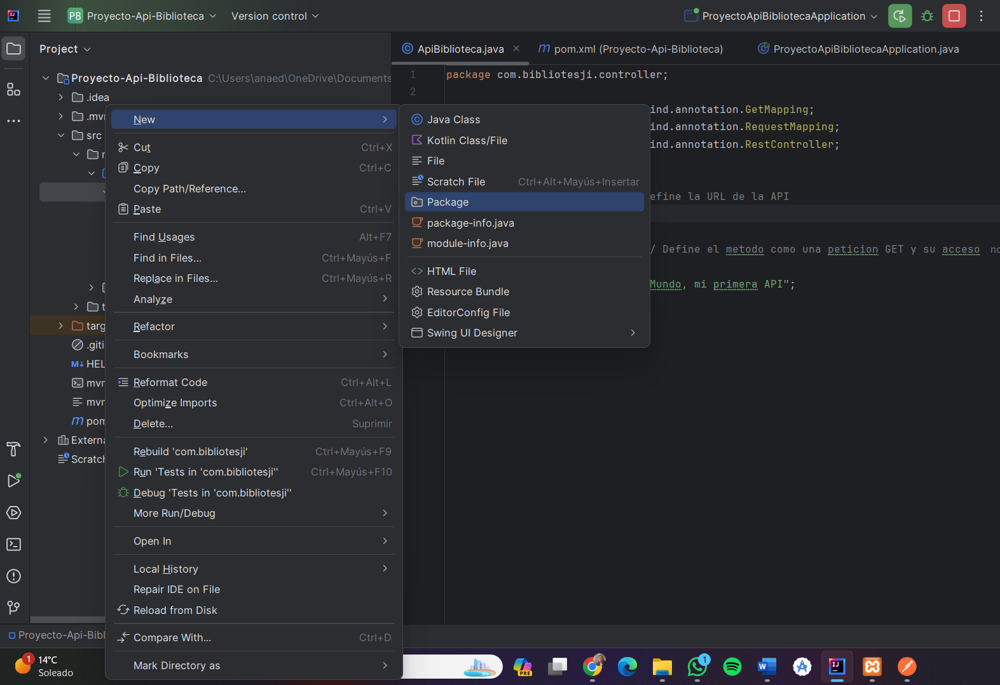 PB Proyecto-Api-Biblioteca Version control ProyectoApiBibliotecaApplication
Project
ApiBiblioteca.java
pom.xml (Proyecto-Api-Biblioteca)
ProyectoApiBibliotecaApplication.java
Proyecto-Api-Biblioteca C:\Users\anaed\OneDrive\Documents
.idea
.mvn
src
targ
.giti
M↓ HEL
mvn
mvn
m pom
Externa
Scratch
1 package com.bibliotesji.controller;
2
ind.annotation.GetMapping;
ind.annotation.RequestMapping;
ind.annotation.RestController;
efine la URL de la API
/ Define el metodo como una peticion GET y su acceso no
Mundo, mi primera API";
New
Cut Ctrl+X
Copy Ctrl+C
Copy Path/Reference...
Paste Ctrl+V
Find Usages Alt+F7
Find in Files... Ctrl+Mayús+F
Replace in Files... Ctrl+Mayús+R
Analyze
Refactor
Bookmarks
Reformat Code Ctrl+Alt+L
Optimize Imports Ctrl+Alt+O
Delete... Suprimir
Rebuild 'com.bibliotesji' Ctrl+Mayús+F9
Run 'Tests in 'com.bibliotesji'' Ctrl+Mayús+F10
Debug 'Tests in 'com.bibliotesji''
More Run/Debug
Open In
Local History
Repair IDE on File
Reload from Disk
Compare With... Ctrl+D
Mark Directory as
Java Class
Kotlin Class/File
File
Scratch File Ctrl+Alt+Mayús+Insertar
Package
package-info.java
module-info.java
HTML File
Resource Bundle
EditorConfig File
Swing UI Designer
Proyecto-Api-Bibl
1
14°C
Soleado
PRE
1
W
IJ